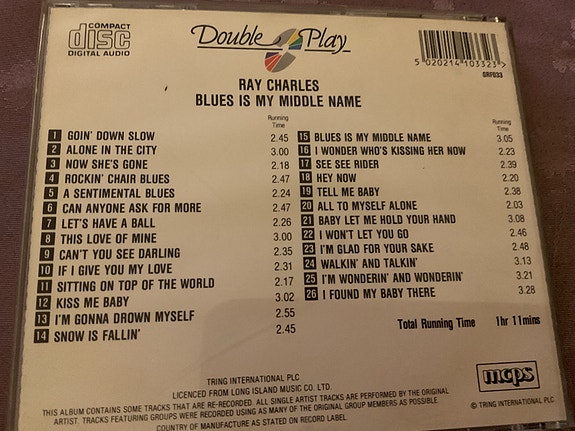 COMPACT
disc
DIGITAL AUDIO
Double Play
5 020214 103323
GRF033
RAY CHARLES
BLUES IS MY MIDDLE NAME
Running
Time
1 GOIN' DOWN SLOW 2.45
2 ALONE IN THE CITY 3.00
3 NOW SHE'S GONE 2.18
4 ROCKIN' CHAIR BLUES 2.47
5 A SENTIMENTAL BLUES 2.24
6 CAN ANYONE ASK FOR MORE 2.47
7 LET'S HAVE A BALL 2.26
8 THIS LOVE OF MINE 3.00
9 CAN'T YOU SEE DARLING 2.35
10 IF I GIVE YOU MY LOVE 2.31
11 SITTING ON TOP OF THE WORLD 2.17
12 KISS ME BABY 3.02
13 I'M GONNA DROWN MYSELF 2.55
14 SNOW IS FALLIN' 2.45
Running
Time
15 BLUES IS MY MIDDLE NAME 3.05
16 I WONDER WHO'S KISSING HER NOW 2.23
17 SEE SEE RIDER 2.39
18 HEY NOW 2.20
19 TELL ME BABY 2.38
20 ALL TO MYSELF ALONE 2.03
21 BABY LET ME HOLD YOUR HAND 3.08
22 I WON'T LET YOU GO 2.46
23 I'M GLAD FOR YOUR SAKE 2.48
24 WALKIN' AND TALKIN' 3.13
25 I'M WONDERIN' AND WONDERIN' 3.21
26 I FOUND MY BABY THERE 3.28
Total Running Time 1hr 11mins
TRING INTERNATIONAL PLC
LICENCED FROM LONG ISLAND MUSIC CO. LTD.
THIS ALBUM CONTAINS SOME TRACKS THAT ARE RE-RECORDED. ALL SINGLE ARTIST TRACKS ARE PERFORMED BY THE ORIGINAL
ARTIST. TRACKS FEATURING GROUPS WERE RECORDED USING AS MANY OF THE ORIGINAL GROUP MEMBERS AS POSSIBLE.
COUNTRY OF MANUFACTURE AS STATED ON RECORD LABEL.
mcps
© TRING INTERNATIONAL PLC